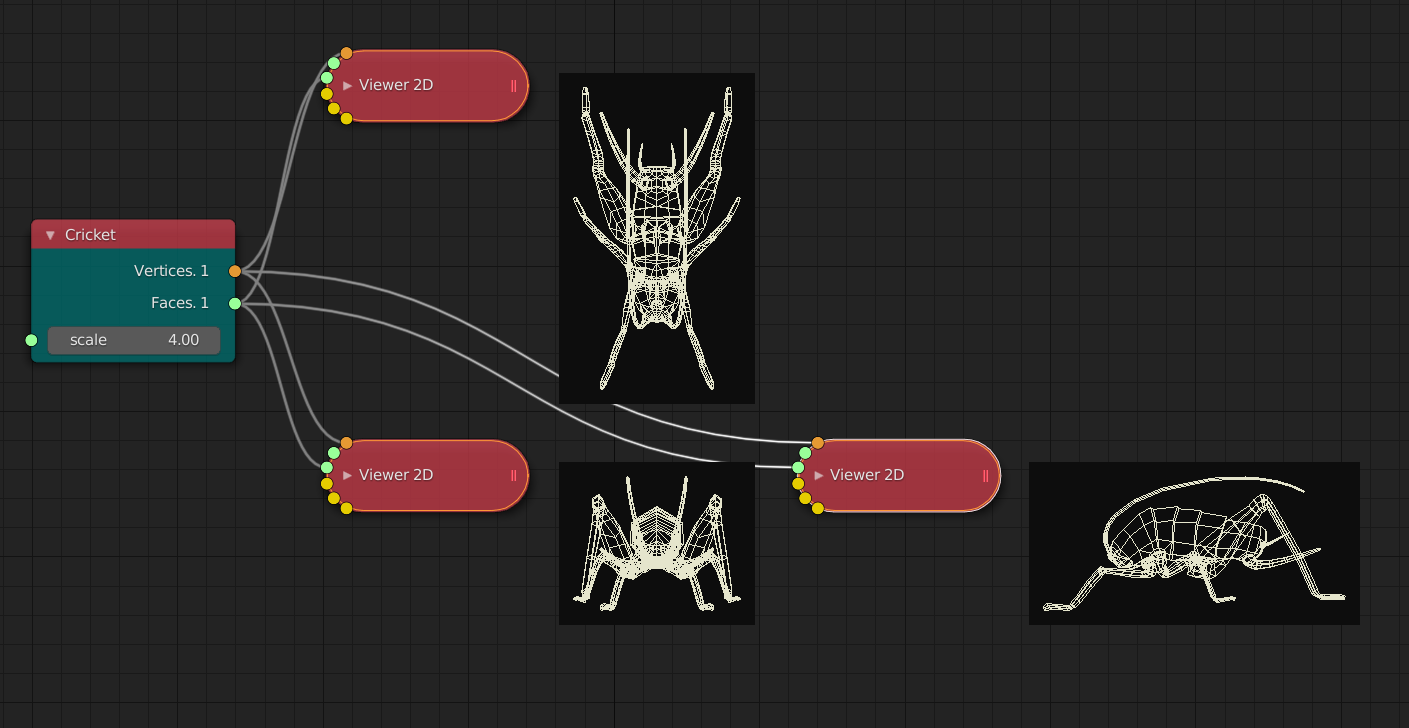 Viewer 2D
Cricket
Vertices. 1
Faces. 1
scale 4.00
Viewer 2D
Viewer 2D